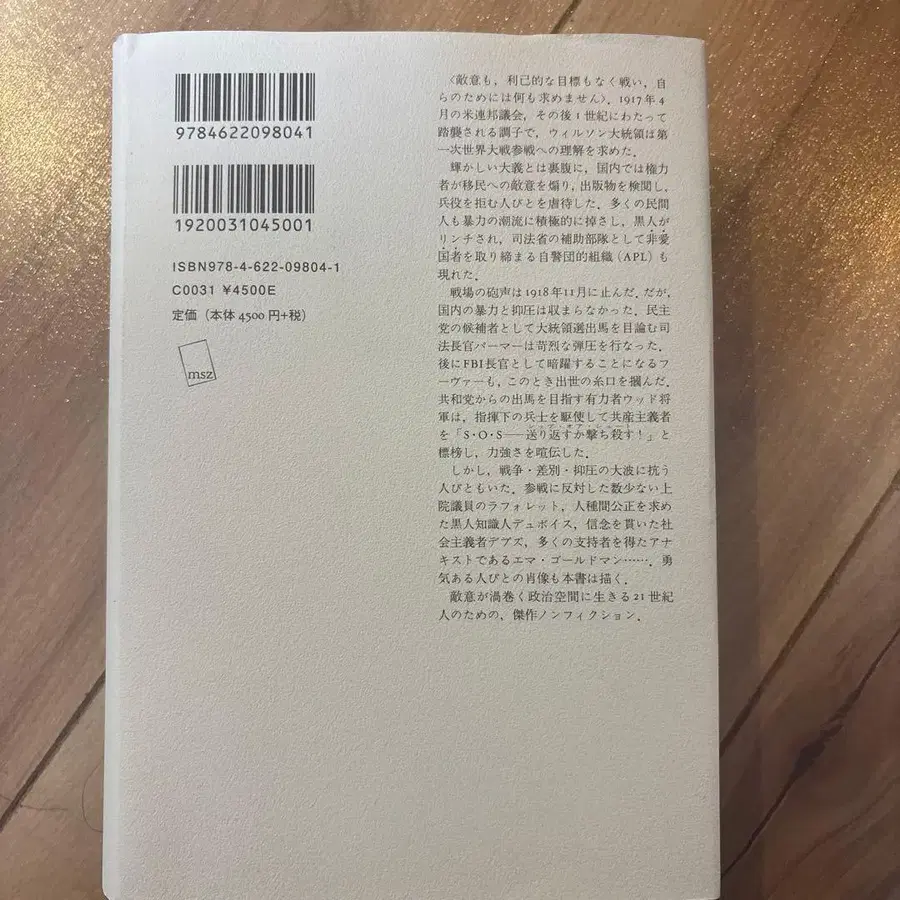 9784622098041
1920031045001
ISBN978-4-622-09804-1
C0031 ¥4500E
定価（本体 4500 円+税）
msz
〈敵意も，利己的な目標もなく戦い，自
らのためには何も求めません〉．1917年4
月の米連邦議会，その後1世紀にわたって
踏襲される調子で，ウィルソン大統領は第
一次世界大戦参戦への理解を求めた．
輝かしい大義とは裏腹に，国内では権力
者が移民への敵意を煽り，出版物を検閲し，
兵役を拒む人びとを虐待した．多くの民間
人も暴力の潮流に積極的に掉さし，黒人が
リンチされ，司法省の補助部隊として非愛
国者を取り締まる自警団的組織（APL）も
現れた．
戦場の砲声は1918年11月に止んだ．だが，
国内の暴力と抑圧は収まらなかった．民主
党の候補者として大統領選出馬を目論む司
法長官パーマーは苛烈な弾圧を行なった．
後にFBI長官として暗躍することになるフ
ーヴァーも，このとき出世の糸口を摑んだ．
共和党からの出馬を目指す有力者ウッド将
軍は，指揮下の兵士を駆使して共産主義者
を「S・O・S――送り返すか撃ち殺す！」と
標榜し，力強さを喧伝した．
しかし，戦争・差別・抑圧の大波に抗う
人びともいた．参戦に反対した数少ない上
院議員のラフォレット，人種間公正を求め
た黒人知識人デュボイス，信念を貫いた社
会主義者デブズ，多くの支持者を得たアナ
キストであるエマ・ゴールドマン……．勇
気ある人びとの肖像も本書は描く．
敵意が渦巻く政治空間に生きる21世紀
人のための，傑作ノンフィクション．